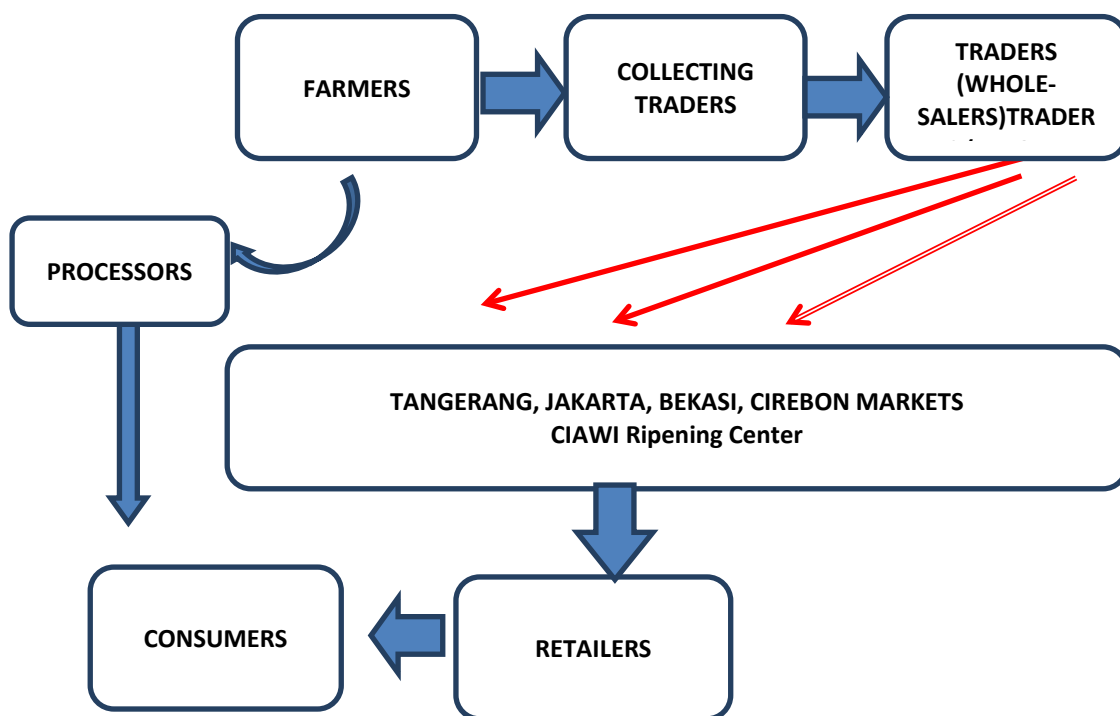 FARMERS
COLLECTING
TRADERS
TRADERS
(WHOLE-
SALERS)TRADER
PROCESSORS
TANGERANG, JAKARTA, BEKASI, CIREBON MARKETS
CIAWI Ripening Center
CONSUMERS
RETAILERS